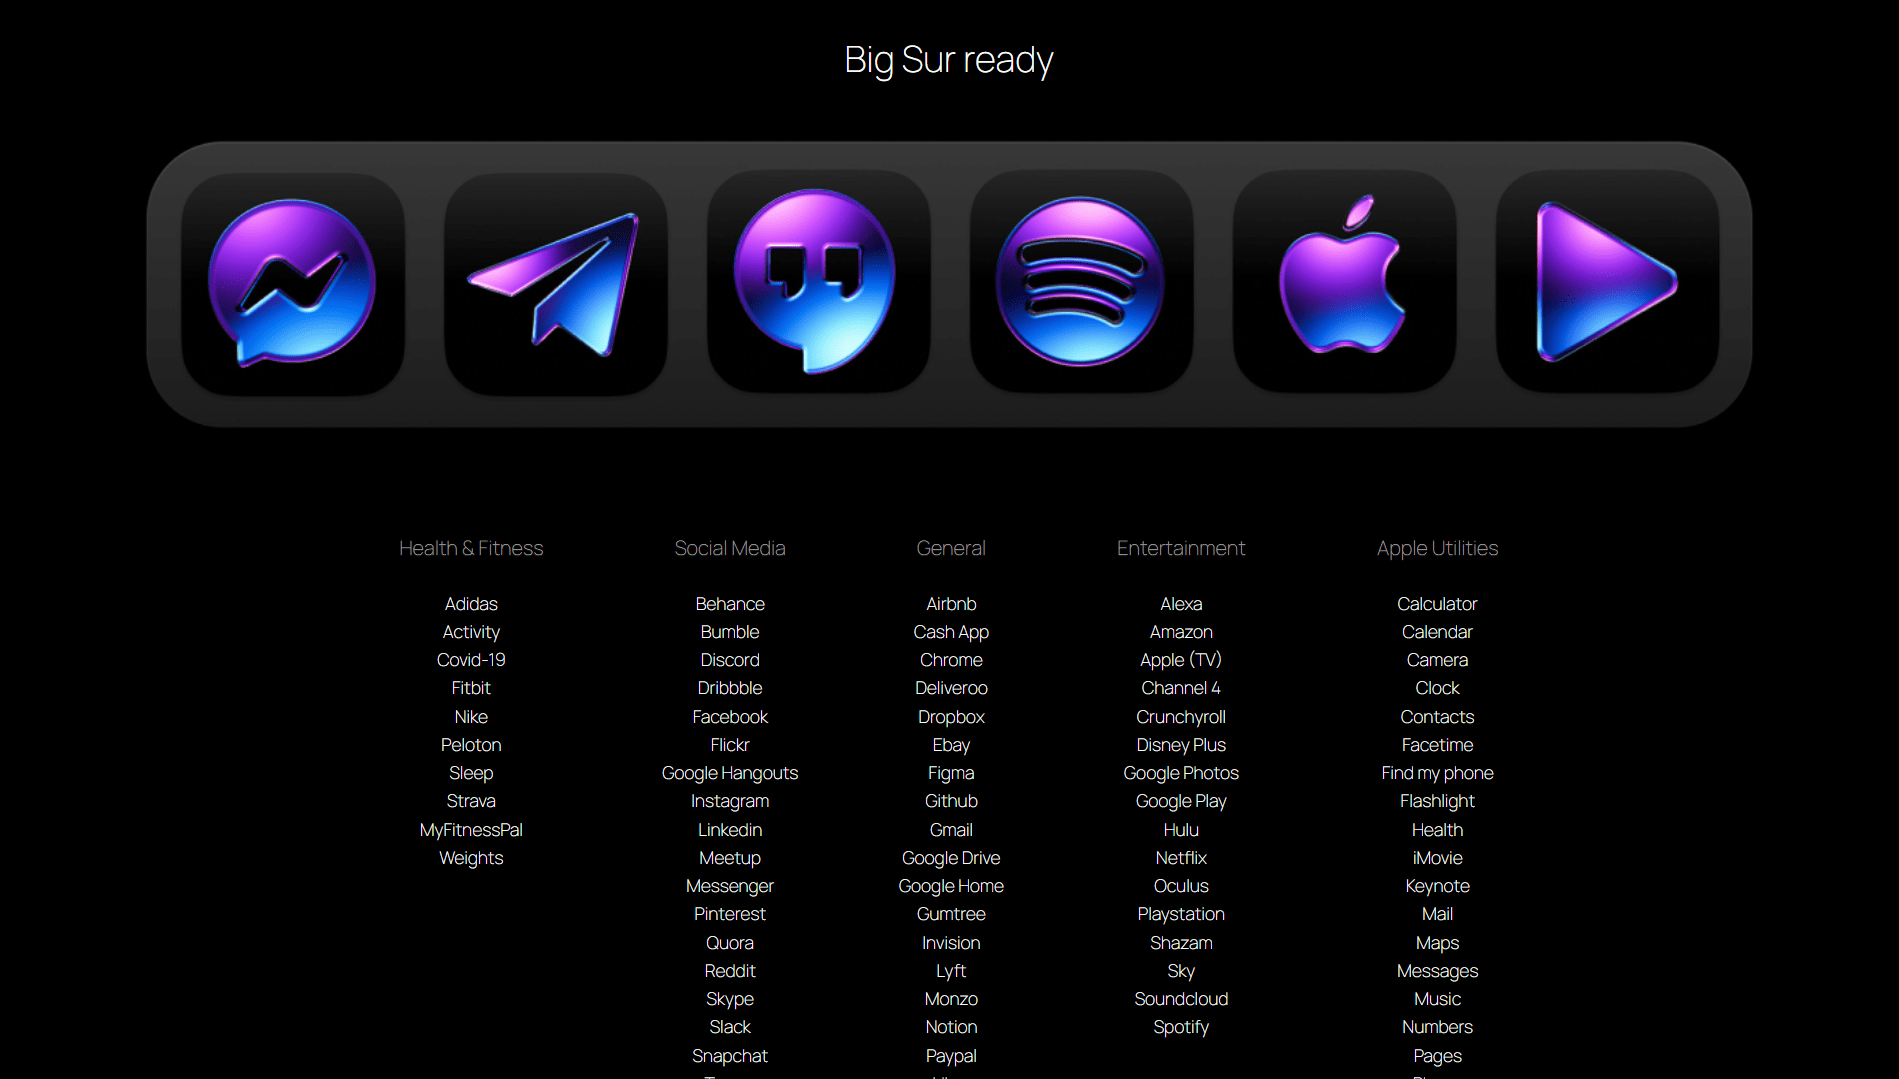 Big Sur ready
Health & Fitness
Adidas
Activity
Covid-19
Fitbit
Nike
Peloton
Sleep
Strava
MyFitnessPal
Weights
Social Media
Behance
Bumble
Discord
Dribbble
Facebook
Flickr
Google Hangouts
Instagram
Linkedin
Meetup
Messenger
Pinterest
Quora
Reddit
Skype
Slack
Snapchat
General
Airbnb
Cash App
Chrome
Deliveroo
Dropbox
Ebay
Figma
Github
Gmail
Google Drive
Google Home
Gumtree
Invision
Lyft
Monzo
Notion
Paypal
Entertainment
Alexa
Amazon
Apple (TV)
Channel 4
Crunchyroll
Disney Plus
Google Photos
Google Play
Hulu
Netflix
Oculus
Playstation
Shazam
Sky
Soundcloud
Spotify
Apple Utilities
Calculator
Calendar
Camera
Clock
Contacts
Facetime
Find my phone
Flashlight
Health
iMovie
Keynote
Mail
Maps
Messages
Music
Numbers
Pages